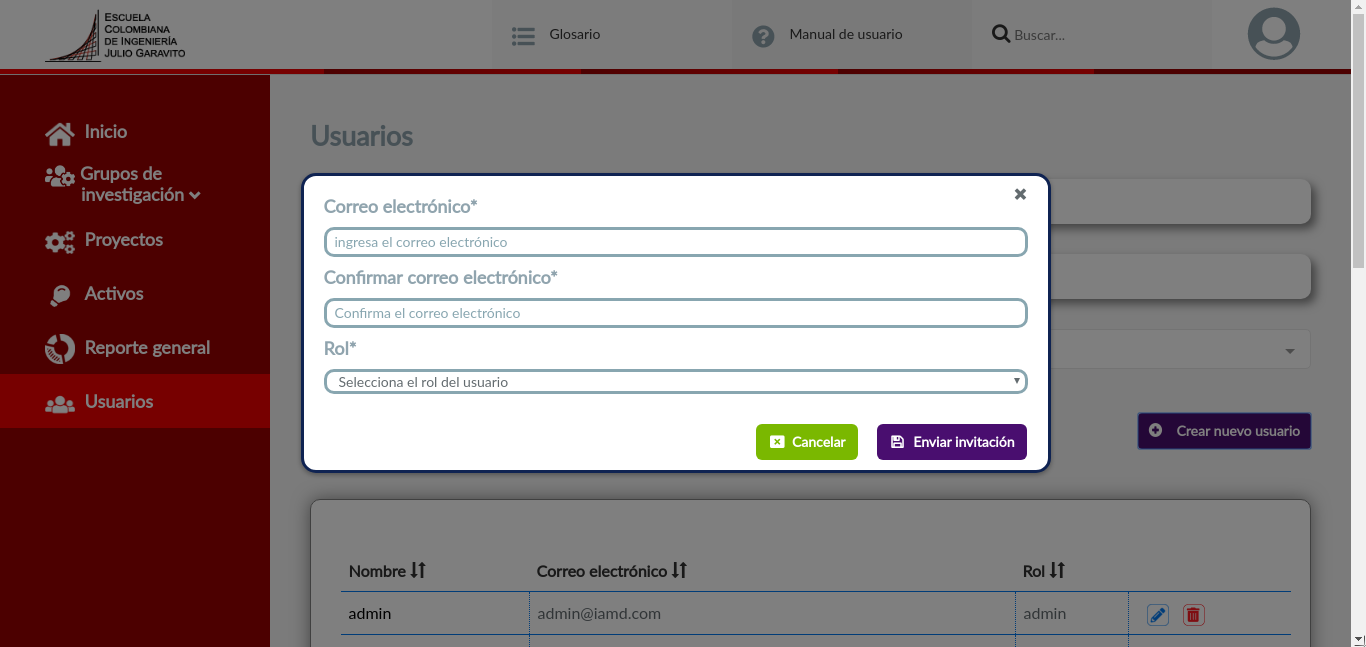 ESCUELA
COLOMBIANA
DE INGENIERÍA
JULIO GARAVITO
Glosario
Manual de usuario
Buscar...
Inicio
Grupos de
investigación
Proyectos
Activos
Reporte general
Usuarios
Usuarios
Correo electrónico*
ingresa el correo electrónico
Confirmar correo electrónico*
Confirma el correo electrónico
Rol*
Selecciona el rol del usuario
Cancelar
Enviar invitación
Crear nuevo usuario
Nombre
Correo electrónico
Rol
admin
admin@iamd.com
admin